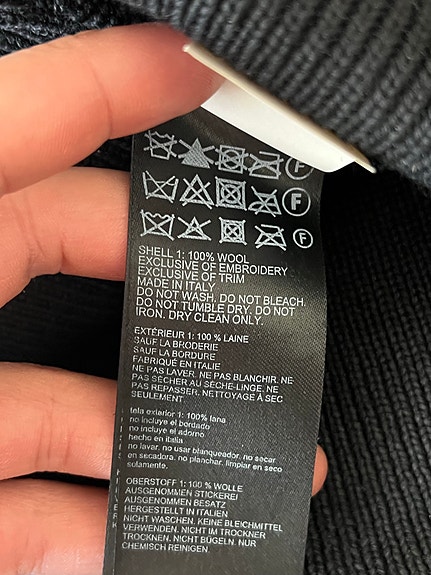 F
F
F
SHELL 1: 100% WOOL
EXCLUSIVE OF EMBROIDERY
EXCLUSIVE OF TRIM
MADE IN ITALY
DO NOT WASH. DO NOT BLEACH.
DO NOT TUMBLE DRY. DO NOT
IRON. DRY CLEAN ONLY.
EXTÉRIEUR 1: 100 % LAINE
SAUF LA BRODERIE
SAUF LA BORDURE
FABRIQUÉ EN ITALIE
NE PAS LAVER. NE PAS BLANCHIR. NE
PAS SÉCHER AU SÈCHE-LINGE. NE
PAS REPASSER. NETTOYAGE À SEC
SEULEMENT.
tela exterior 1: 100% lana
no incluye el bordado
no incluye el adorno
hecho en italia
no lavar. no usar blanqueador. no secar
en secadora. no planchar. limpiar en seco
solamente.
OBERSTOFF 1: 100 % WOLLE
AUSGENOMMEN STICKEREI
AUSGENOMMEN BESATZ
HERGESTELLT IN ITALIEN
NICHT WASCHEN. KEINE BLEICHMITTEL
VERWENDEN. NICHT IM TROCKNER
TROCKNEN. NICHT BÜGELN. NUR
CHEMISCH REINIGEN.